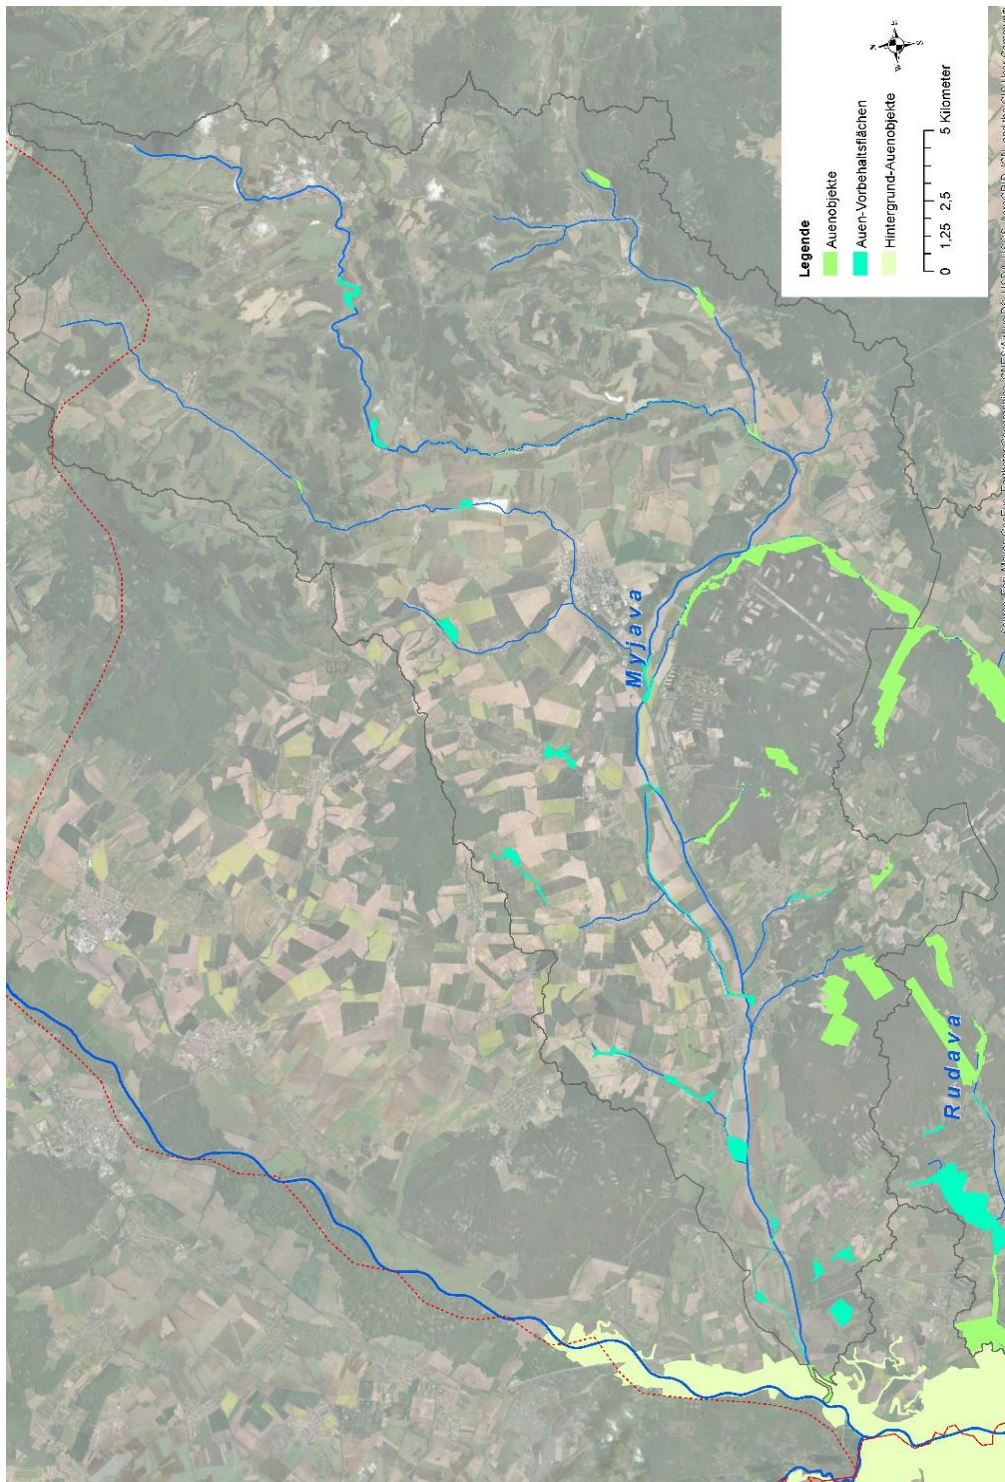 Legende
Auenobjekte
Auen-Vorbehaltsflächen
Hintergrund-Auenobjekte
N
E
S
W
0 1,25 2,5 5 Kilometer
Myjava
Rudava